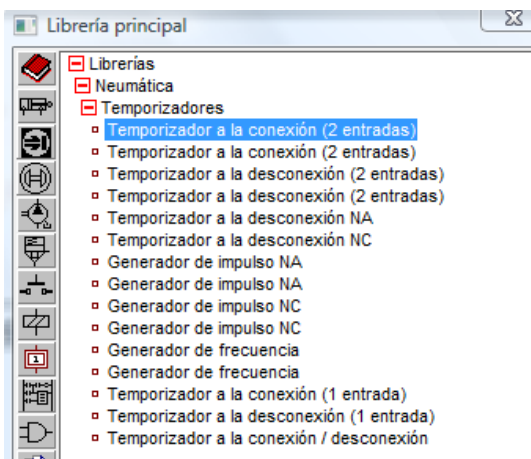 Librería principal
Librerías
Neumática
Temporizadores
Temporizador a la conexión (2 entradas)
Temporizador a la conexión (2 entradas)
Temporizador a la desconexión (2 entradas)
Temporizador a la desconexión (2 entradas)
Temporizador a la desconexión NA
Temporizador a la desconexión NC
Generador de impulso NA
Generador de impulso NA
Generador de impulso NC
Generador de impulso NC
Generador de frecuencia
Generador de frecuencia
Temporizador a la conexión (1 entrada)
Temporizador a la desconexión (1 entrada)
Temporizador a la conexión / desconexión